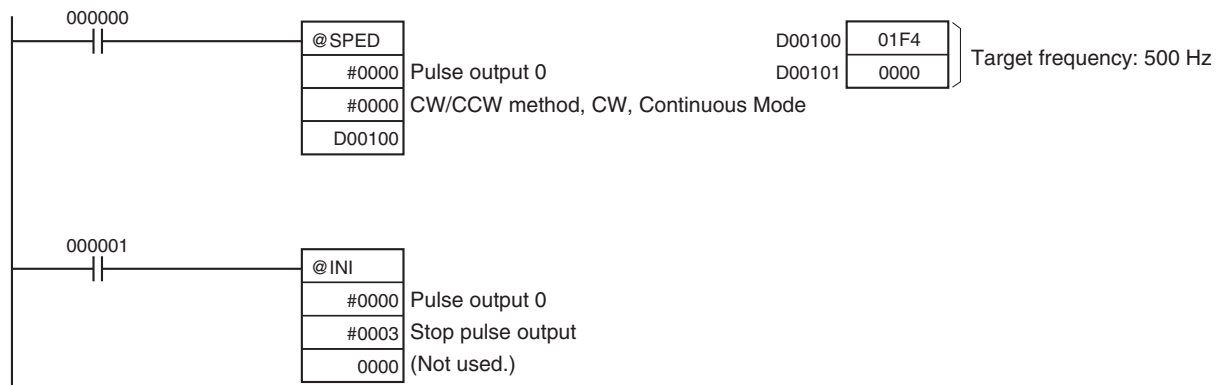 000000
@SPED
#0000 Pulse output 0
#0000 CW/CCW method, CW, Continuous Mode
D00100
D00100 01F4
D00101 0000
Target frequency: 500 Hz
000001
@INI
#0000 Pulse output 0
#0003 Stop pulse output
0000 (Not used.)